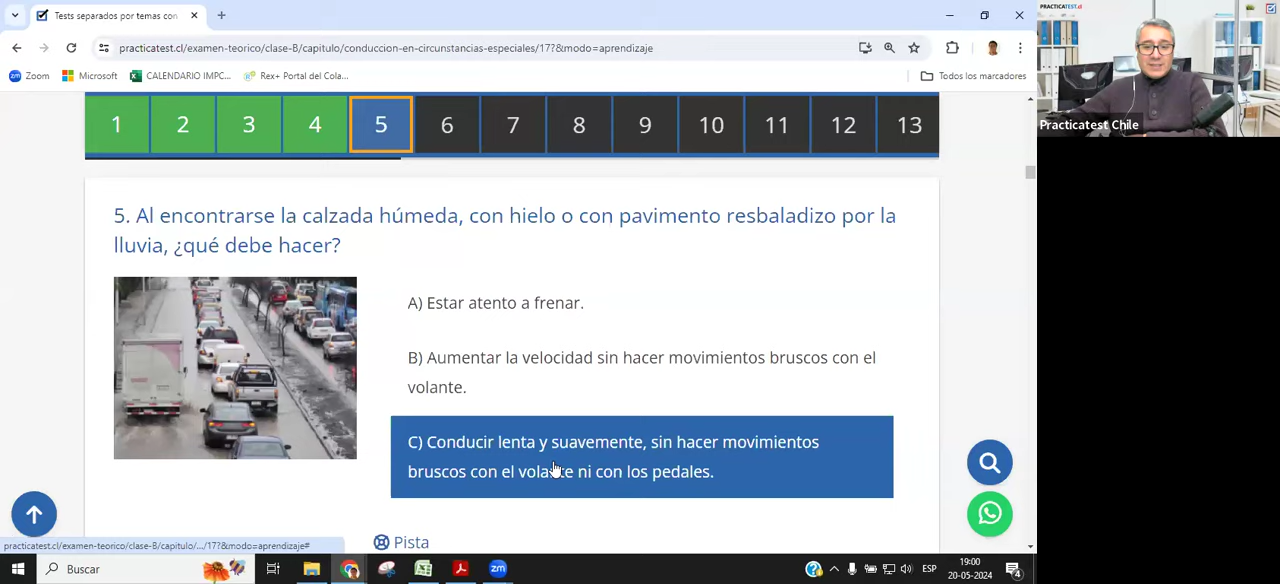 Tests separados por temas con
practicatest.cl/examen-teorico/clase-B/capitulo/conduccion-en-circustancias-especiales/17?&modo=aprendizaje
Zoom
Microsoft
CALENDARIO IMPC...
Rex+ Portal del Cola...
Todos los marcadores
PRACTICATEST.cl
Practicatest Chile
1 2 3 4 5 6 7 8 9 10 11 12 13
5. Al encontrarse la calzada húmeda, con hielo o con pavimento resbaladizo por la
lluvia, ¿qué debe hacer?
A) Estar atento a frenar.
B) Aumentar la velocidad sin hacer movimientos bruscos con el
volante.
C) Conducir lenta y suavemente, sin hacer movimientos
bruscos con el volante ni con los pedales.
Pista
practicatest.cl/examen-teorico/clase-B/capitulo/.../17?&modo=aprendizaje#
Buscar
zm
ESP
19:00
20-05-2024
4